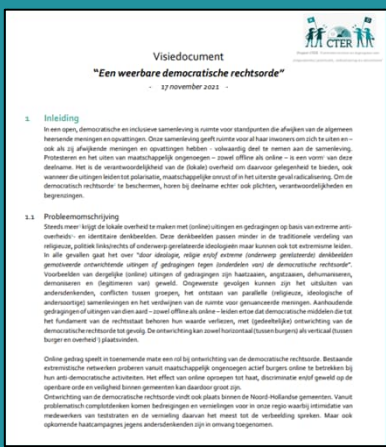 CTER
Visiedocument
"Een weerbare democratische rechtsorde"
- 17 november 2021 -
1 Inleiding
In een open, democratische en inclusieve samenleving is ruimte voor standpunten die afwijken van de algemeen
heersende meningen en opvattingen. Onze samenleving geeft ruimte voor al haar inwoners om zich te uiten en –
ook als zij afwijkende meningen en opvattingen hebben - volwaardig deel te nemen aan de samenleving.
Protesteren en het uiten van maatschappelijk ongenoegen – zowel offline als online – is een vorm van deze
deelname. Het is de verantwoordelijkheid van de (lokale) overheid om daarvoor gelegenheid te bieden, ook
wanneer die uitingen leiden tot polarisatie, maatschappelijke onrust of in het uiterste geval radicalisering. Om de
democratisch rechtsorde te beschermen, horen bij deelname echter ook plichten, verantwoordelijkheden en
begrenzingen.
1.1 Probleemomschrijving
Steeds meer krijgt de lokale overheid te maken met (online) uitingen en gedragingen op basis van extreme anti-
overheids- en identitaire denkbeelden. Deze denkbeelden passen minder in de traditionele verdeling van
religieuze, politiek links/rechts of onderwerp gerelateerde ideologieën maar kunnen ook tot extremisme leiden.
In alle gevallen gaat het over "door ideologie, religie en/of extreme (onderwerp gerelateerde) denkbeelden
gemotiveerde ontwrichtende uitingen of gedragingen tegen (onderdelen van) de democratische rechtsorde".
Voorbeelden van dergelijke (online) uitingen of gedragingen zijn haatzaaien, angstzaaien, dehumaniseren,
demoniseren en (legitimeren van) geweld. Ongewenste gevolgen kunnen zijn het uitsluiten van
andersdenkenden, conflicten tussen groepen, het ontstaan van parallelle (religieuze, ideologische of
andersoortige) samenlevingen en het verdwijnen van de ruimte voor genuanceerde meningen. Aanhoudende
gedragingen of uitingen van dien aard – zowel offline als online – leiden ertoe dat democratische middelen die tot
het fundament van de rechtsstaat behoren hun waarde verliezen, met (gedeeltelijke) ontwrichting van de
democratische rechtsorde tot gevolg. De ontwrichting kan zowel horizontaal (tussen burgers) als verticaal (tussen
burger en overheid) plaatsvinden.
Online gedrag speelt in toenemende mate een rol bij ontwrichting van de democratische rechtsorde. Bestaande
extremistische netwerken proberen vanuit maatschappelijk ongenoegen actief burgers online te betrekken bij
hun anti-democratische activiteiten. Het effect van online oproepen tot haat, discriminatie en/of geweld op de
openbare orde en veiligheid binnen gemeenten kan daardoor groot zijn.
Ontwrichting van de democratische rechtsorde vindt ook plaats binnen de Noord-Hollandse gemeenten. Vanuit
problematisch complotdenken komen bedreigingen en vernielingen voor in onze regio waarbij intimidatie van
medewerkers van teststraten en de vernieling daarvan het meest tot de verbeelding spreken. Maar ook
opkomende haatcampagnes jegens andersdenkenden zijn in omvang toegenomen.